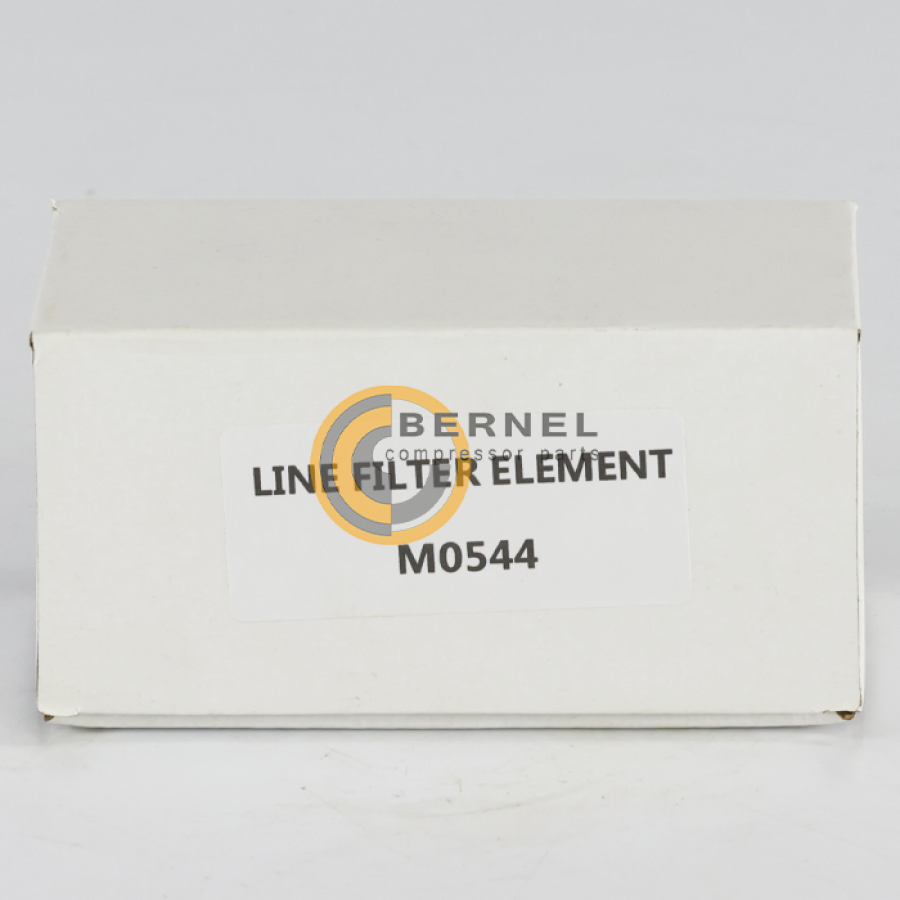 BERNEL
compressor parts
LINE FILTER ELEMENT
M0544